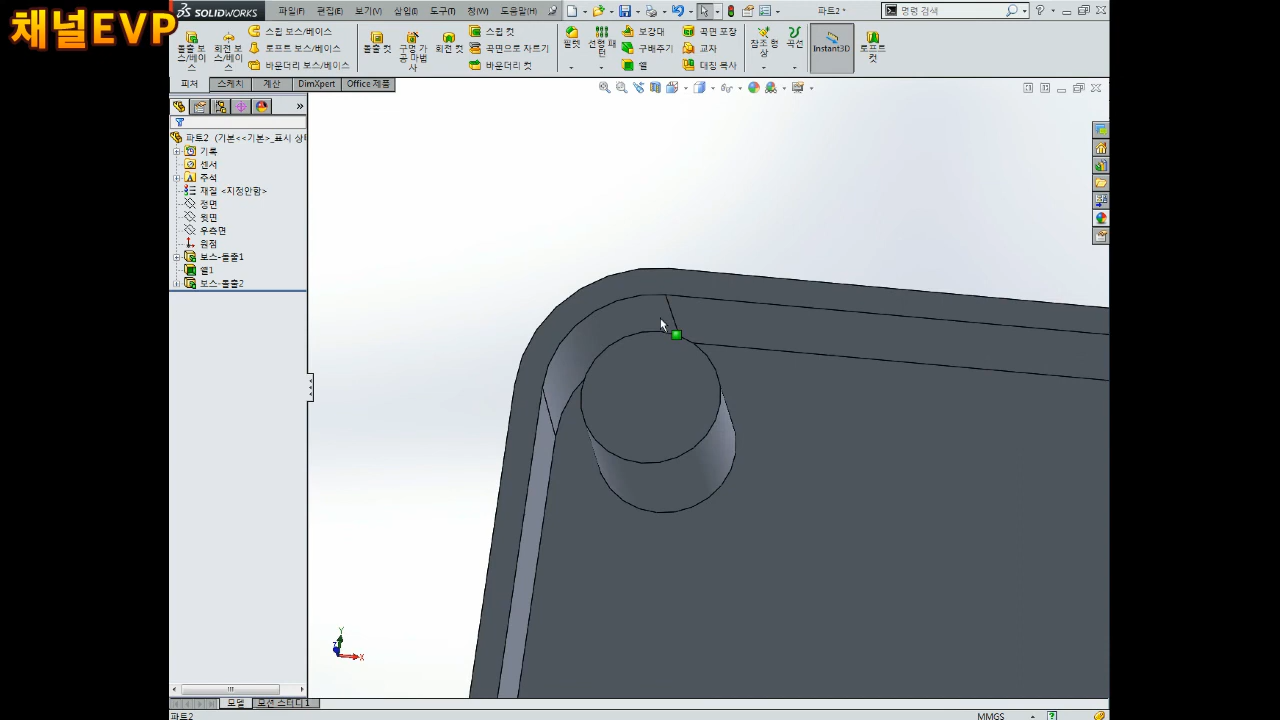 채널EVP
SOLIDWORKS
파일(F) 편집(E) 보기(V) 삽입(I) 도구(T) 창(W) 도움말(H)
파트2 *
명령 검색
돌출 보스/베이스
회전 보스/베이스
스윕 보스/베이스
로프트 보스/베이스
바운더리 보스/베이스
돌출 컷
구멍 가공 마법사
회전 컷
스윕 컷
곡면으로 자르기
바운더리 컷
필렛
선형 패턴
보강대
구배주기
쉘
곡면 포장
교차
대칭 복사
참조 형상
곡선
Instant3D
로프트 컷
피처 스케치 계산 DimXpert Office 제품
파트2 (기본<<기본>_표시 상
기록
센서
주석
재질 <지정안함>
정면
윗면
우측면
원점
보스-돌출1
쉘1
보스-돌출2
Y
Z
X
모델 모션 스터디 1
파트2
MMGS